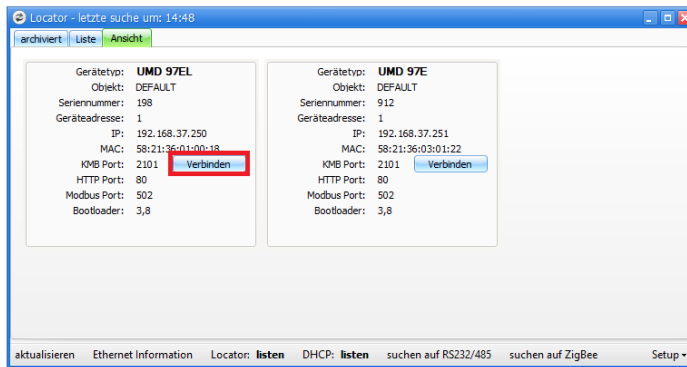 Locator - letzte suche um: 14:48
archiviert Liste Ansicht
Gerätetyp: UMD 97EL
Objekt: DEFAULT
Seriennummer: 198
Geräteadresse: 1
IP: 192.168.37.250
MAC: 58:21:36:01:00:18
KMB Port: 2101 Verbinden
HTTP Port: 80
Modbus Port: 502
Bootloader: 3,8
Gerätetyp: UMD 97E
Objekt: DEFAULT
Seriennummer: 912
Geräteadresse: 1
IP: 192.168.37.251
MAC: 58:21:36:03:01:22
KMB Port: 2101 Verbinden
HTTP Port: 80
Modbus Port: 502
Bootloader: 3,8
aktualisieren Ethernet Information Locator: listen DHCP: listen suchen auf RS232/485 suchen auf ZigBee Setup